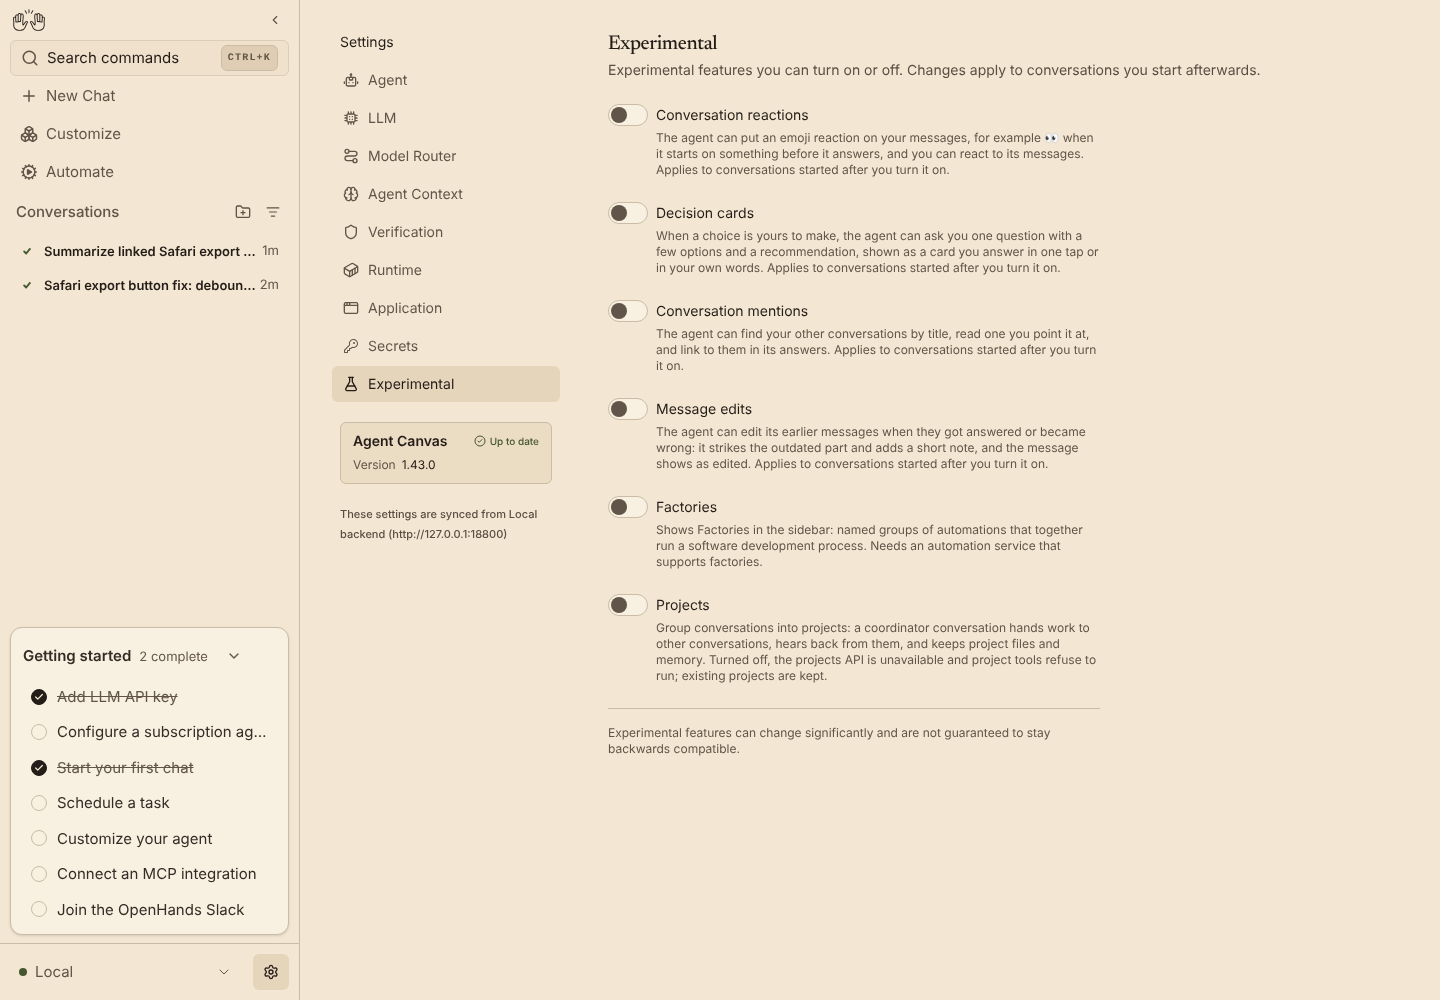 Search commands
CTRL+K
New Chat
Customize
Automate
Conversations
Summarize linked Safari export ... 1m
Safari export button fix: deboun... 2m
Getting started 2 complete
Add LLM API key
Configure a subscription ag...
Start your first chat
Schedule a task
Customize your agent
Connect an MCP integration
Join the OpenHands Slack
Local
Settings
Agent
LLM
Model Router
Agent Context
Verification
Runtime
Application
Secrets
Experimental
Agent Canvas
Up to date
Version 1.43.0
These settings are synced from Local
backend (http://127.0.0.1:18800)
Experimental
Experimental features you can turn on or off. Changes apply to conversations you start afterwards.
Conversation reactions
The agent can put an emoji reaction on your messages, for example 👀 when
it starts on something before it answers, and you can react to its messages.
Applies to conversations started after you turn it on.
Decision cards
When a choice is yours to make, the agent can ask you one question with a
few options and a recommendation, shown as a card you answer in one tap or
in your own words. Applies to conversations started after you turn it on.
Conversation mentions
The agent can find your other conversations by title, read one you point it at,
and link to them in its answers. Applies to conversations started after you turn
it on.
Message edits
The agent can edit its earlier messages when they got answered or became
wrong: it strikes the outdated part and adds a short note, and the message
shows as edited. Applies to conversations started after you turn it on.
Factories
Shows Factories in the sidebar: named groups of automations that together
run a software development process. Needs an automation service that
supports factories.
Projects
Group conversations into projects: a coordinator conversation hands work to
other conversations, hears back from them, and keeps project files and
memory. Turned off, the projects API is unavailable and project tools refuse to
run; existing projects are kept.
Experimental features can change significantly and are not guaranteed to stay
backwards compatible.